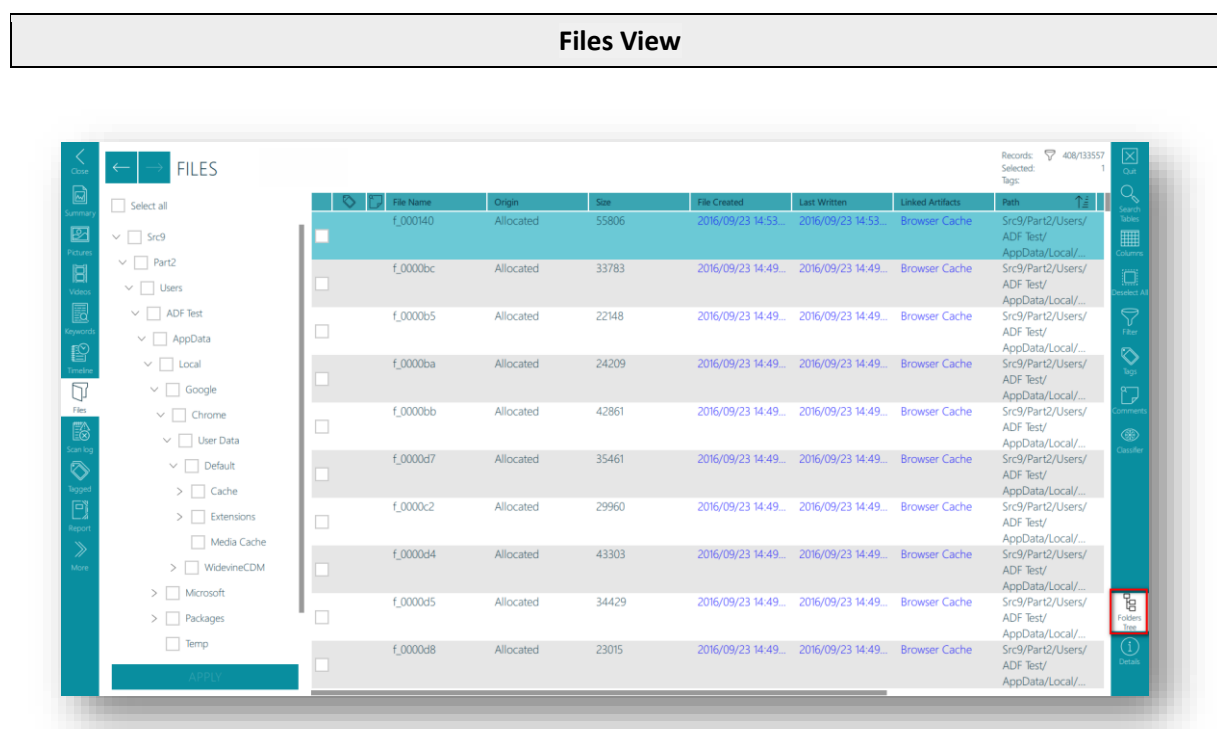 Files View
Close
Summary
Pictures
Videos
Keywords
Timeline
Files
Scan log
Tagged
Report
More
FILES
Select all
Src9
Part2
Users
ADF Test
AppData
Local
Google
Chrome
User Data
Default
Cache
Extensions
Media Cache
WidevineCDM
Microsoft
Packages
Temp
APPLY
Records: 408/133557
Selected: 1
Tags:
File Name Origin Size File Created Last Written Linked Artifacts Path
f_000140 Allocated 55806 2016/09/23 14:53... 2016/09/23 14:53... Browser Cache Src9/Part2/Users/
ADF Test/
AppData/Local/...
f_0000bc Allocated 33783 2016/09/23 14:49... 2016/09/23 14:49... Browser Cache Src9/Part2/Users/
ADF Test/
AppData/Local/...
f_0000b5 Allocated 22148 2016/09/23 14:49... 2016/09/23 14:49... Browser Cache Src9/Part2/Users/
ADF Test/
AppData/Local/...
f_0000ba Allocated 24209 2016/09/23 14:49... 2016/09/23 14:49... Browser Cache Src9/Part2/Users/
ADF Test/
AppData/Local/...
f_0000bb Allocated 42861 2016/09/23 14:49... 2016/09/23 14:49... Browser Cache Src9/Part2/Users/
ADF Test/
AppData/Local/...
f_0000d7 Allocated 35461 2016/09/23 14:49... 2016/09/23 14:49... Browser Cache Src9/Part2/Users/
ADF Test/
AppData/Local/...
f_0000c2 Allocated 29960 2016/09/23 14:49... 2016/09/23 14:49... Browser Cache Src9/Part2/Users/
ADF Test/
AppData/Local/...
f_0000d4 Allocated 43303 2016/09/23 14:49... 2016/09/23 14:49... Browser Cache Src9/Part2/Users/
ADF Test/
AppData/Local/...
f_0000d5 Allocated 34429 2016/09/23 14:49... 2016/09/23 14:49... Browser Cache Src9/Part2/Users/
ADF Test/
AppData/Local/...
f_0000d8 Allocated 23015 2016/09/23 14:49... 2016/09/23 14:49... Browser Cache Src9/Part2/Users/
ADF Test/
AppData/Local/...
Quit
Search
Tables
Columns
Deselect All
Filter
Tags
Comments
Classifier
Folders
Tree
Details